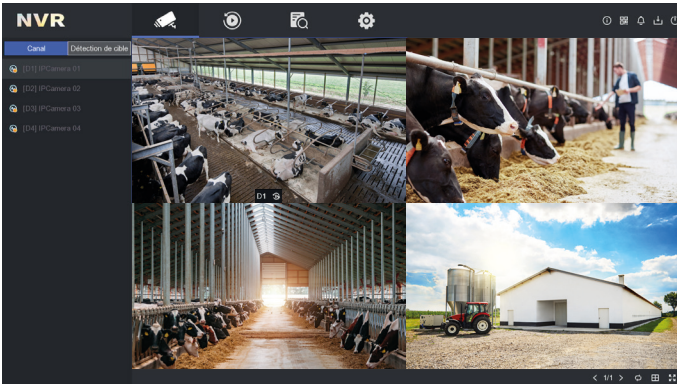 NVR
Canal
Détection de cible
[D1] IPCamera 01
[D2] IPCamera 02
[D3] IPCamera 03
[D4] IPCamera 04
D1
1/1